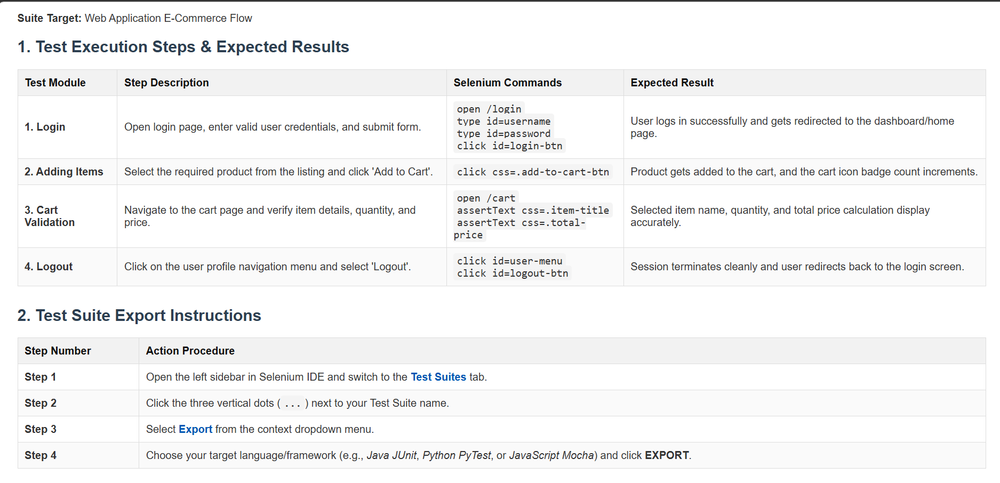 Suite Target: Web Application E-Commerce Flow
1. Test Execution Steps & Expected Results
Test Module
Step Description
Selenium Commands
Expected Result
1. Login
Open login page, enter valid user credentials, and submit form.
open /login
type id=username
type id=password
click id=login-btn
User logs in successfully and gets redirected to the dashboard/home
page.
2. Adding Items
Select the required product from the listing and click 'Add to Cart'.
click css=.add-to-cart-btn
Product gets added to the cart, and the cart icon badge count increments.
3. Cart
Validation
Navigate to the cart page and verify item details, quantity, and
price.
open /cart
assertText css=.item-title
assertText css=.total-
price
Selected item name, quantity, and total price calculation display
accurately.
4. Logout
Click on the user profile navigation menu and select 'Logout'.
click id=user-menu
click id=logout-btn
Session terminates cleanly and user redirects back to the login screen.
2. Test Suite Export Instructions
Step Number
Action Procedure
Step 1
Open the left sidebar in Selenium IDE and switch to the Test Suites tab.
Step 2
Click the three vertical dots ( ... ) next to your Test Suite name.
Step 3
Select Export from the context dropdown menu.
Step 4
Choose your target language/framework (e.g., Java JUnit, Python PyTest, or JavaScript Mocha) and click EXPORT.